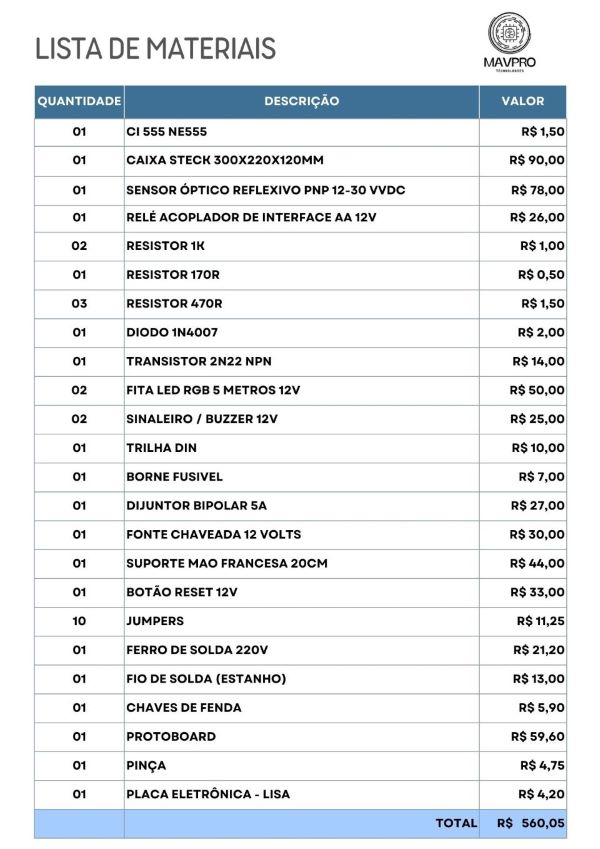 LISTA DE MATERIAIS
MAVPRO
TECNOLOGIES
QUANTIDADE DESCRIÇÃO VALOR
01 CI 555 NE555 R$ 1,50
01 CAIXA STECK 300X220X120MM R$ 90,00
01 SENSOR ÓPTICO REFLEXIVO PNP 12-30 VVDC R$ 78,00
01 RELÉ ACOPLADOR DE INTERFACE AA 12V R$ 26,00
02 RESISTOR 1K R$ 1,00
01 RESISTOR 170R R$ 0,50
03 RESISTOR 470R R$ 1,50
01 DIODO 1N4007 R$ 2,00
01 TRANSISTOR 2N22 NPN R$ 14,00
02 FITA LED RGB 5 METROS 12V R$ 50,00
02 SINALEIRO / BUZZER 12V R$ 25,00
01 TRILHA DIN R$ 10,00
01 BORNE FUSIVEL R$ 7,00
01 DIJUNTOR BIPOLAR 5A R$ 27,00
01 FONTE CHAVEADA 12 VOLTS R$ 30,00
01 SUPORTE MAO FRANCESA 20CM R$ 44,00
01 BOTÃO RESET 12V R$ 33,00
10 JUMPERS R$ 11,25
01 FERRO DE SOLDA 220V R$ 21,20
01 FIO DE SOLDA (ESTANHO) R$ 13,00
01 CHAVES DE FENDA R$ 5,90
01 PROTOBOARD R$ 59,60
01 PINÇA R$ 4,75
01 PLACA ELETRÔNICA - LISA R$ 4,20
TOTAL R$ 560,05